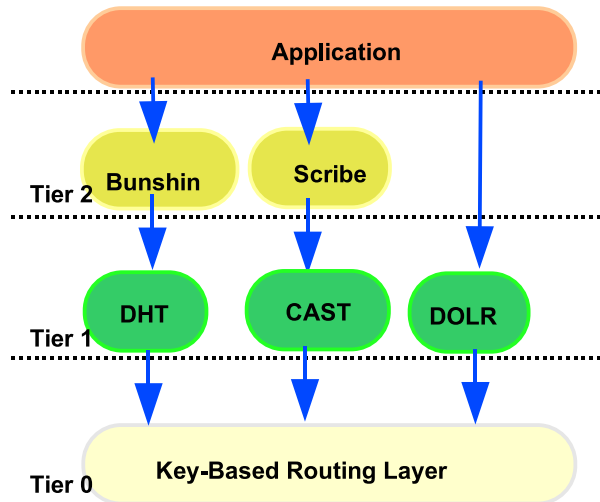 Application
Bunshin
Scribe
Tier 2
DHT
CAST
DOLR
Tier 1
Key-Based Routing Layer
Tier 0